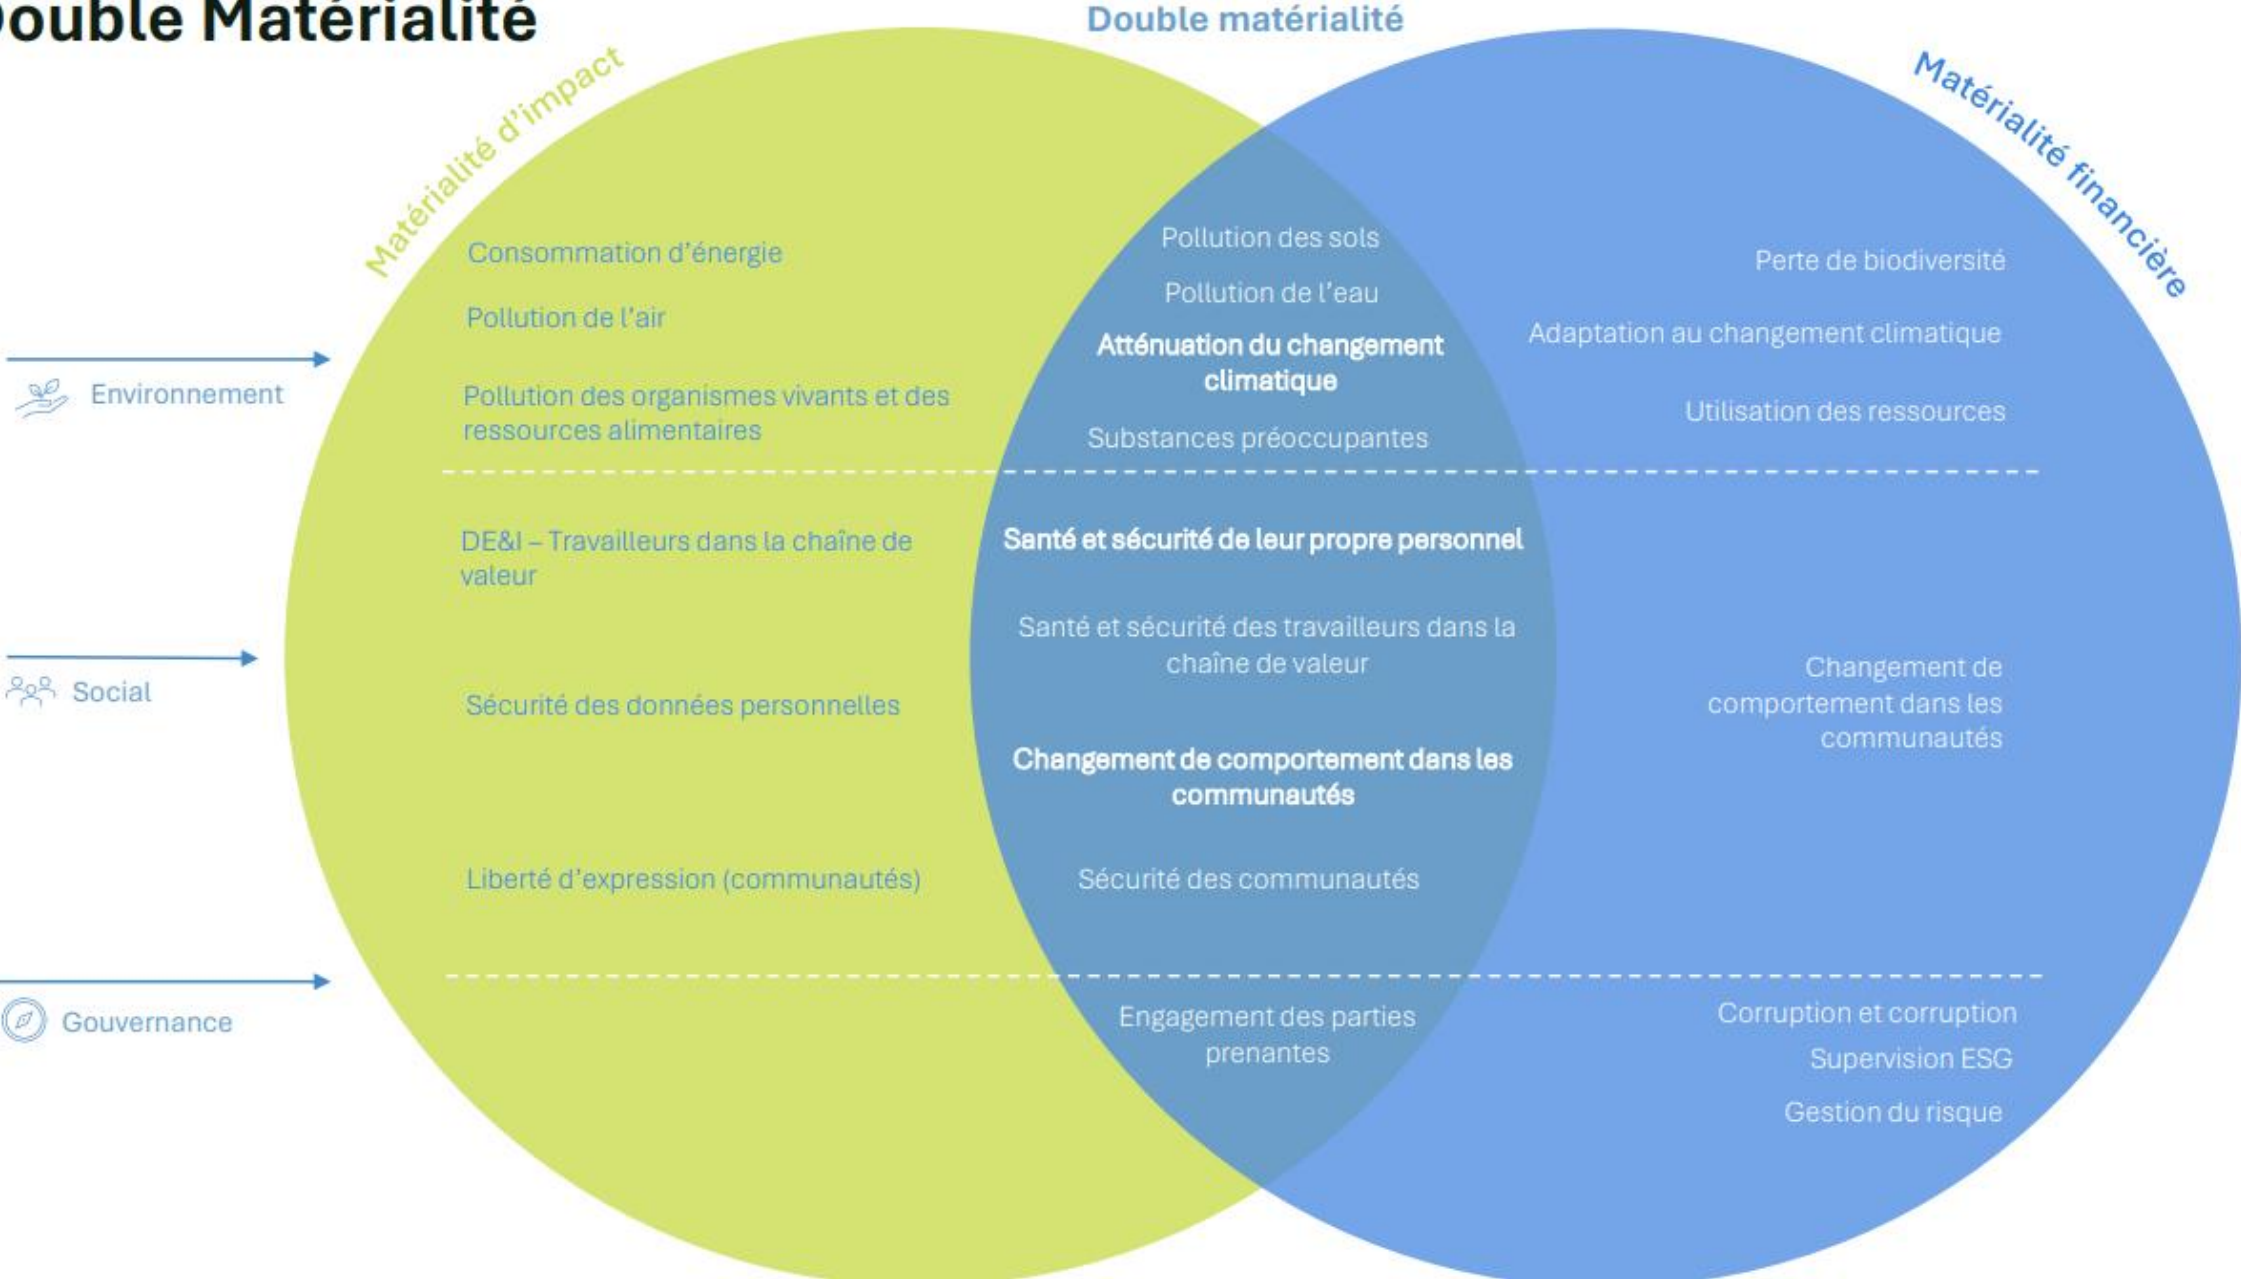 ouble Matérialité
Double matérialité
Matérialité d'impact
Matérialité financière
Environnement
Consommation d'énergie
Pollution de l'air
Pollution des organismes vivants et des
ressources alimentaires
Pollution des sols
Pollution de l'eau
Atténuation du changement
climatique
Substances préoccupantes
Perte de biodiversité
Adaptation au changement climatique
Utilisation des ressources
Social
DE&I – Travailleurs dans la chaîne de
valeur
Sécurité des données personnelles
Liberté d'expression (communautés)
Santé et sécurité de leur propre personnel
Santé et sécurité des travailleurs dans la
chaîne de valeur
Changement de comportement dans les
communautés
Sécurité des communautés
Changement de
comportement dans les
communautés
Gouvernance
Engagement des parties
prenantes
Corruption et corruption
Supervision ESG
Gestion du risque